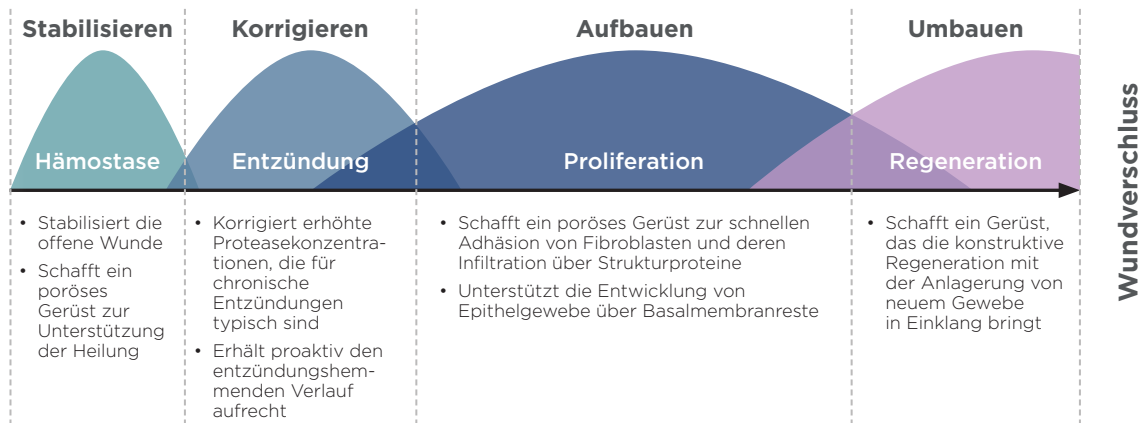 Stabilisieren
Korrigieren
Aufbauen
Umbauen
Hämostase
Entzündung
Proliferation
Regeneration
• Stabilisiert die
offene Wunde
• Schafft ein
poröses
Gerüst zur
Unterstützung
der Heilung
• Korrigiert erhöhte
Proteasekonzentra-
tionen, die für
chronische
Entzündungen
typisch sind
• Erhält proaktiv den
entzündungshem-
menden Verlauf
aufrecht
• Schafft ein poröses Gerüst zur schnellen
Adhäsion von Fibroblasten und deren
Infiltration über Strukturproteine
• Unterstützt die Entwicklung von
Epithelgewebe über Basalmembranreste
• Schafft ein Gerüst,
das die konstruktive
Regeneration mit
der Anlagerung von
neuem Gewebe
in Einklang bringt
Wundverschluss